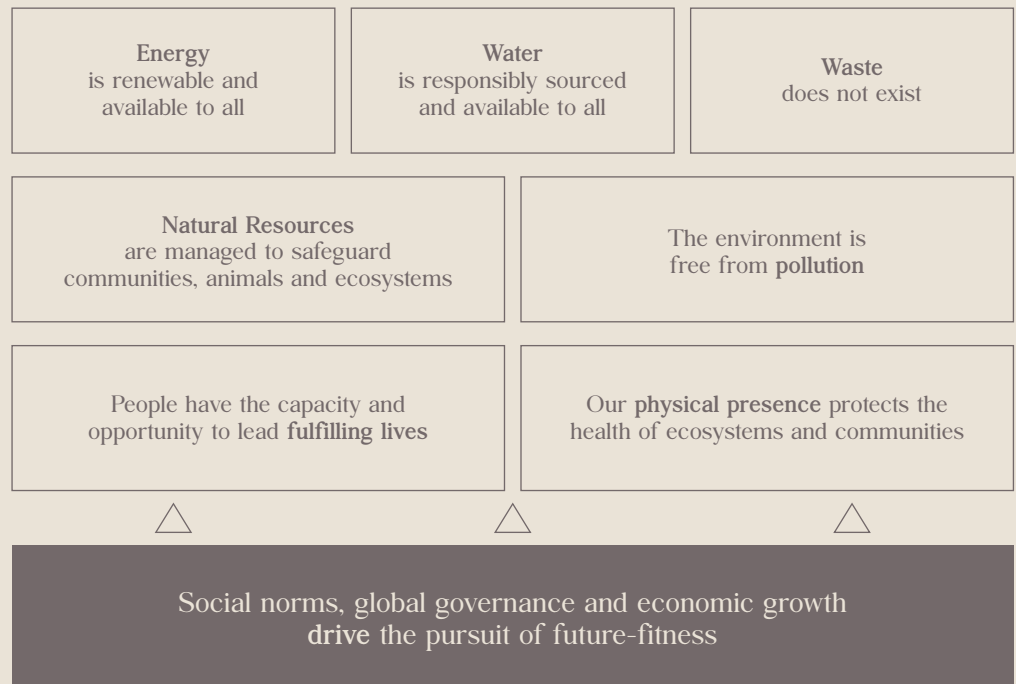 Energy
is renewable and
available to all
Water
is responsibly sourced
and available to all
Waste
does not exist
Natural Resources
are managed to safeguard
communities, animals and ecosystems
The environment is
free from pollution
People have the capacity and
opportunity to lead fulfilling lives
Our physical presence protects the
health of ecosystems and communities
Social norms, global governance and economic growth
drive the pursuit of future-fitness